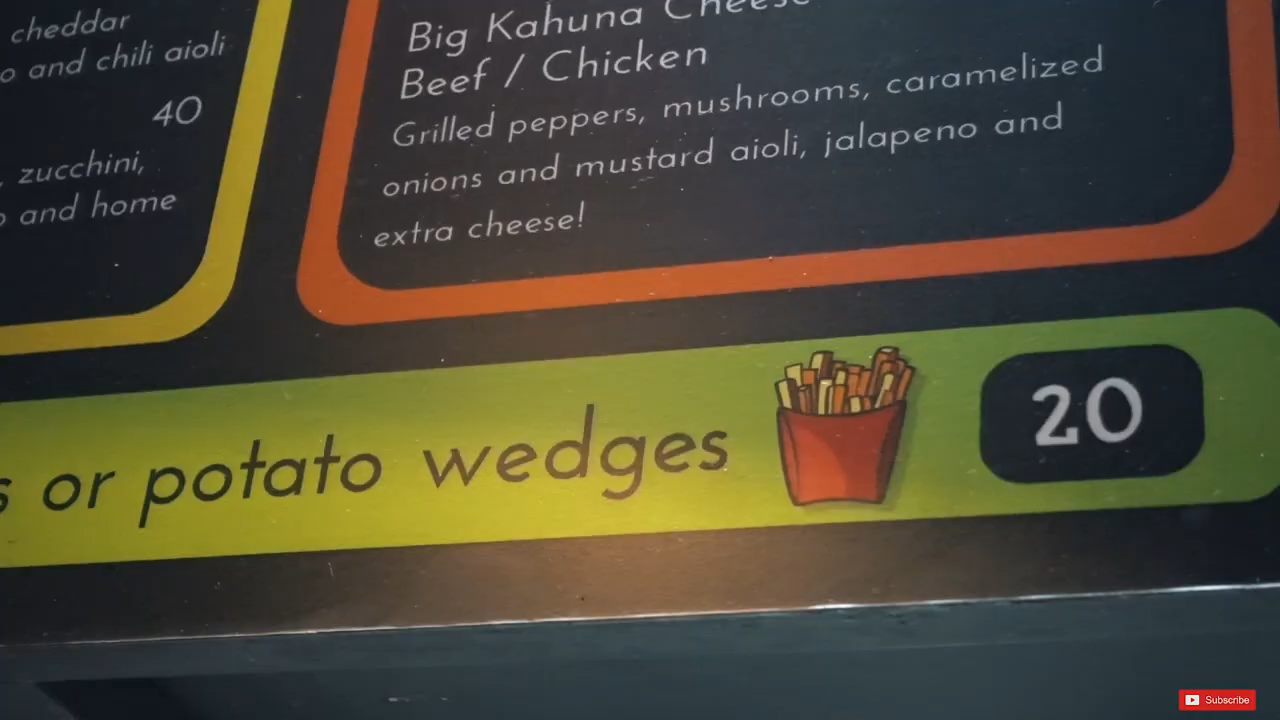 cheddar
and chili aioli
40
zucchini,
and home
Big Kahuna Cheese
Beef / Chicken
Grilled peppers, mushrooms, caramelized
onions and mustard aioli, jalapeno and
extra cheese!
or potato wedges
20
Subscribe